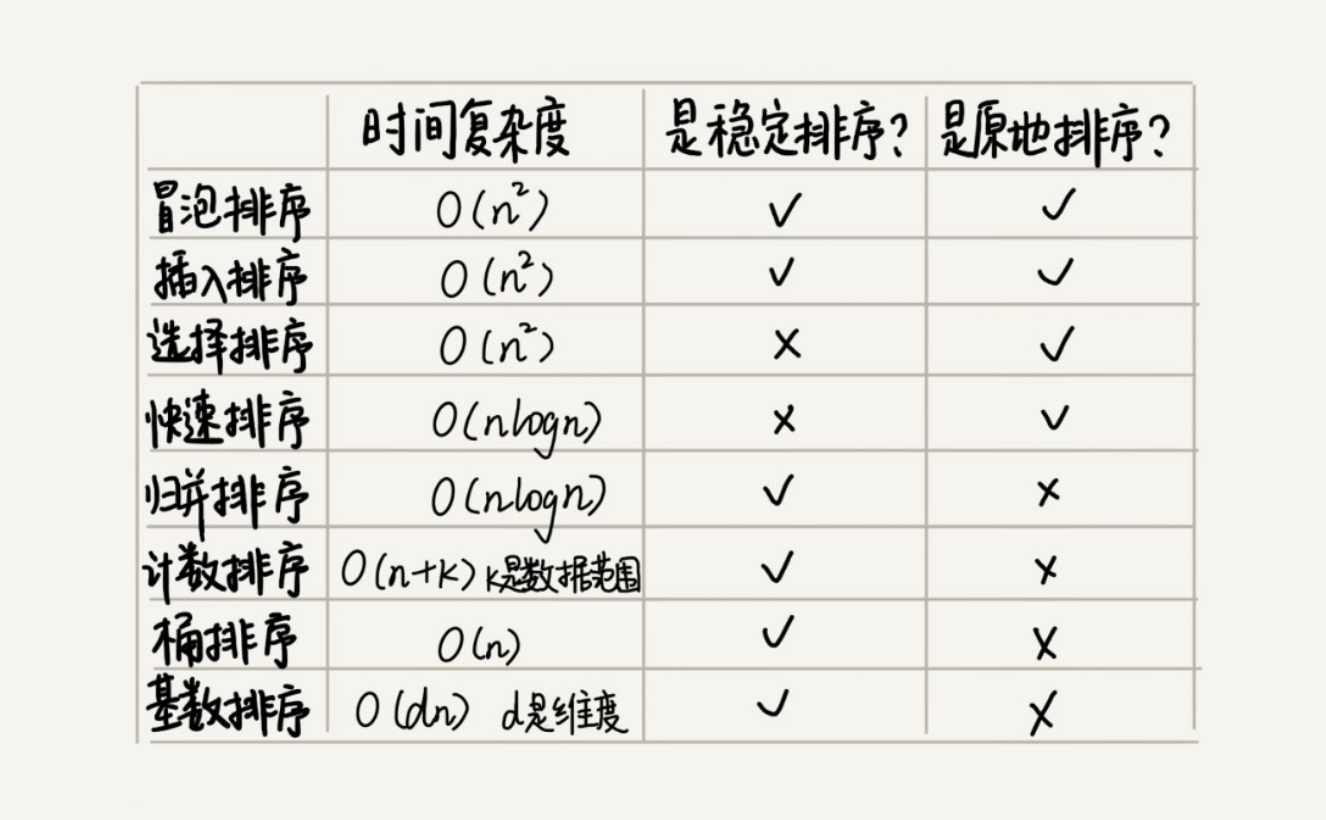 时间复杂度 是稳定排序? 是原地排序?
冒泡排序 O(n²) ✓ ✓
插入排序 O(n²) ✓ ✓
选择排序 O(n²) × ✓
快速排序 O(nlogn) × ✓
归并排序 O(nlogn) ✓ ×
计数排序 O(n+k) k是数据范围 ✓ ×
桶排序 O(n) ✓ ×
基数排序 O(dn) d是维度 ✓ ×